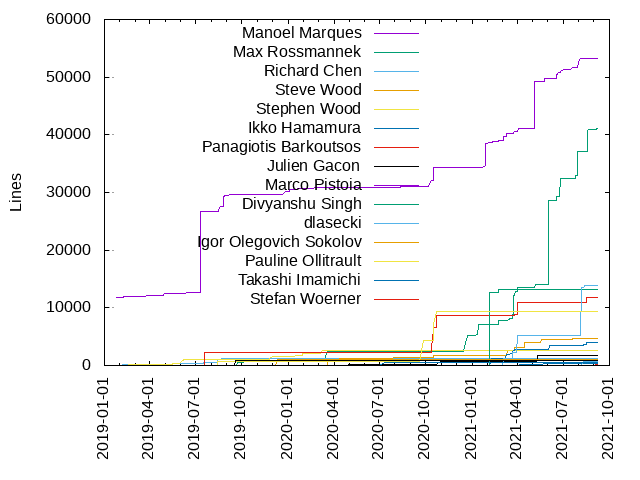 60000
50000
40000
30000
20000
10000
0
Lines
Manoel Marques
Max Rossmannek
Richard Chen
Steve Wood
Stephen Wood
Ikko Hamamura
Panagiotis Barkoutsos
Julien Gacon
Marco Pistoia
Divyanshu Singh
dlasecki
Igor Olegovich Sokolov
Pauline Ollitrault
Takashi Imamichi
Stefan Woerner
2019-01-01
2019-04-01
2019-07-01
2019-10-01
2020-01-01
2020-04-01
2020-07-01
2020-10-01
2021-01-01
2021-04-01
2021-07-01
2021-10-01